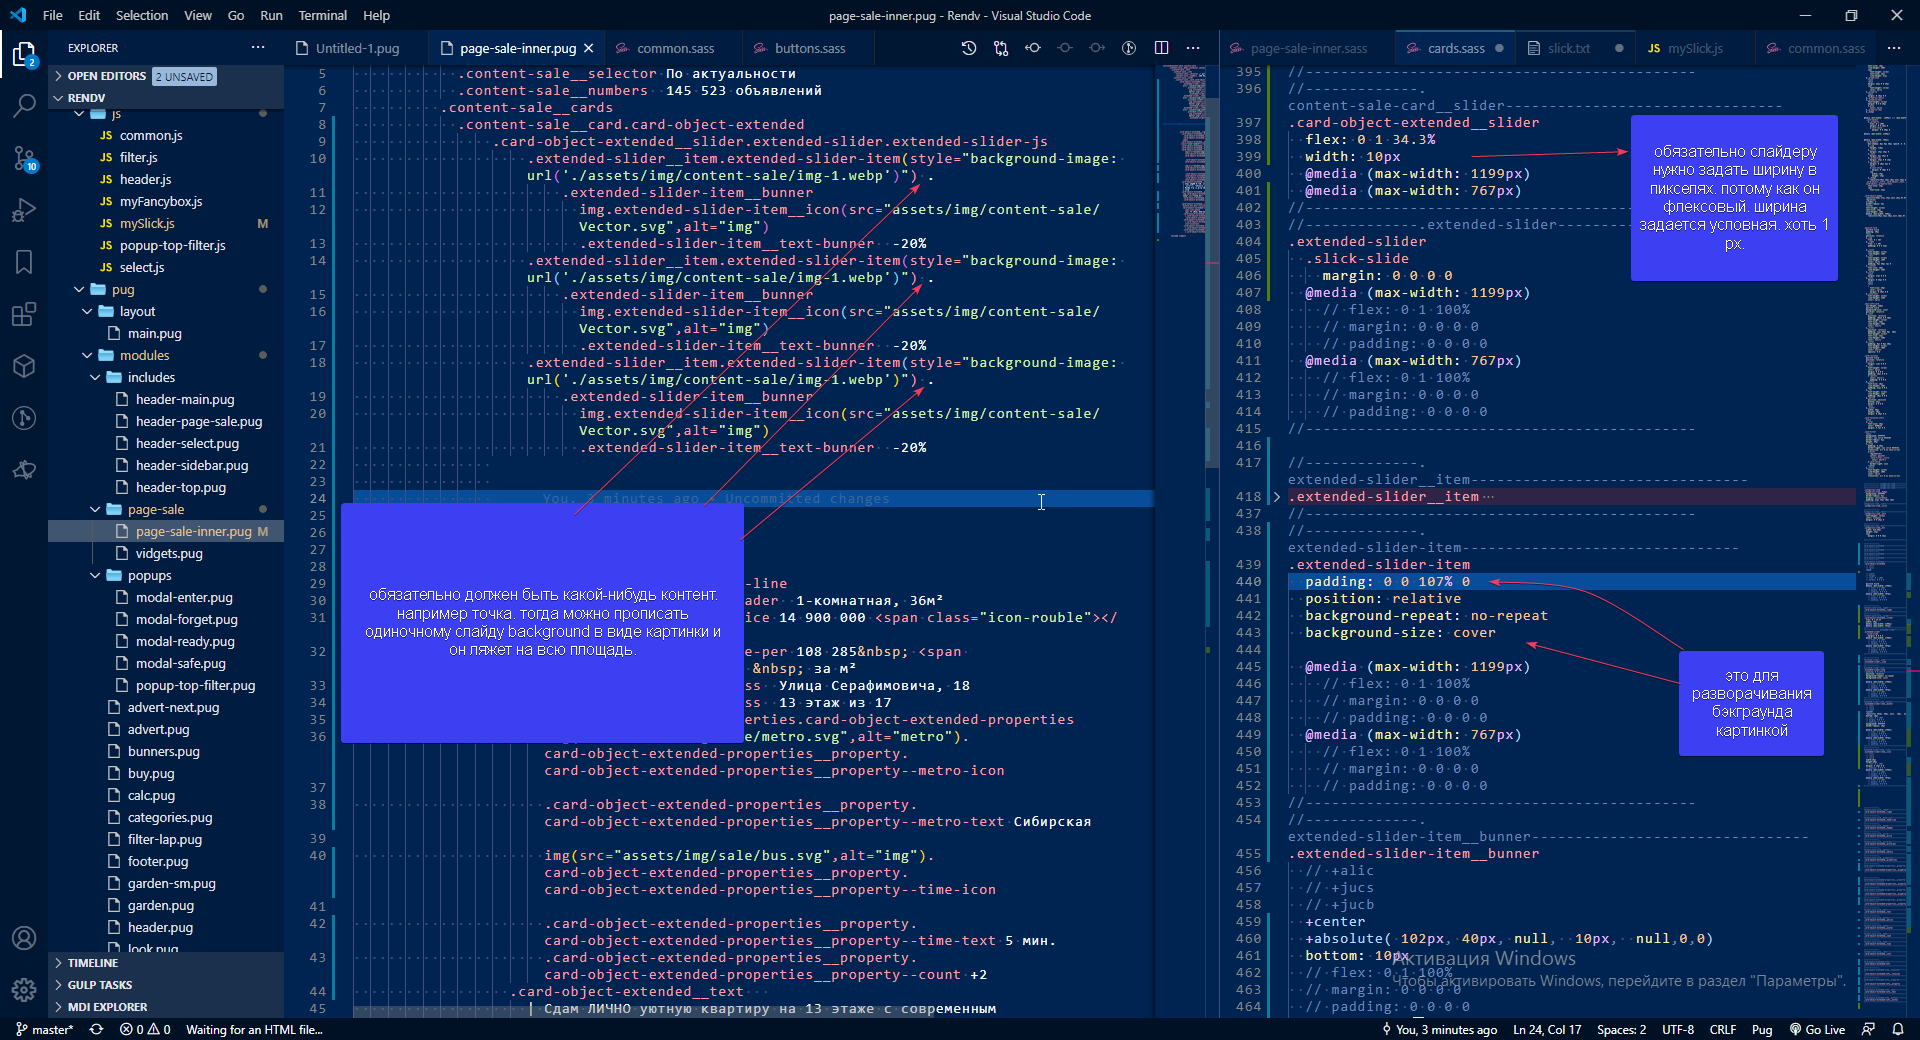 File Edit Selection View Go Run Terminal Help
page-sale-inner.pug - Rendv - Visual Studio Code
EXPLORER
OPEN EDITORS 2 UNSAVED
RENDV
js
JS common.js
JS filter.js
JS header.js
JS myFancybox.js
JS mySlick.js M
JS popup-top-filter.js
JS select.js
pug
layout
main.pug
modules
includes
header-main.pug
header-page-sale.pug
header-select.pug
header-sidebar.pug
header-top.pug
page-sale
page-sale-inner.pug M
vidgets.pug
popups
modal-enter.pug
modal-forget.pug
modal-ready.pug
modal-safe.pug
popup-top-filter.pug
advert-next.pug
advert.pug
bunners.pug
buy.pug
calc.pug
categories.pug
filter-lap.pug
footer.pug
garden-sm.pug
garden.pug
header.pug
look.pug
TIMELINE
GULP TASKS
MDI EXPLORER
2
10
Untitled-1.pug page-sale-inner.pug common.sass buttons.sass
5 .content-sale__selector По актуальности
6 .content-sale__numbers 145 523 объявлений
7 .content-sale__cards
8 .content-sale__card.card-object-extended
9 .card-object-extended__slider.extended-slider.extended-slider-js
10 .extended-slider__item.extended-slider-item(style="background-image:
url('./assets/img/content-sale/img-1.webp')") .
11 .extended-slider-item__bunner
12 img.extended-slider-item__icon(src="assets/img/content-sale/
Vector.svg",alt="img")
13 .extended-slider-item__text-bunner -20%
14 .extended-slider__item.extended-slider-item(style="background-image:
url('./assets/img/content-sale/img-1.webp')") .
15 .extended-slider-item__bunner
16 img.extended-slider-item__icon(src="assets/img/content-sale/
Vector.svg",alt="img")
17 .extended-slider-item__text-bunner -20%
18 .extended-slider__item.extended-slider-item(style="background-image:
url('./assets/img/content-sale/img-1.webp')") .
19 .extended-slider-item__bunner
20 img.extended-slider-item__icon(src="assets/img/content-sale/
Vector.svg",alt="img")
21 .extended-slider-item__text-bunner -20%
22
23
24 You, 3 minutes ago • Uncommitted changes
25
26
27
28
29 -line
30 ader 1-комнатная, 36м²
31 ice 14 900 000 <span class="icon-rouble"></
32 e-per 108 285&nbsp; <span
&nbsp; за м²
33 ss Улица Серафимовича, 18
34 ss 13 этаж из 17
35 erties.card-object-extended-properties
36 e/metro.svg",alt="metro").
card-object-extended-properties__property.
card-object-extended-properties__property--metro-icon
37
38 .card-object-extended-properties__property.
card-object-extended-properties__property--metro-text Сибирская
39
40 img(src="assets/img/sale/bus.svg",alt="img").
card-object-extended-properties__property.
card-object-extended-properties__property--time-icon
41
42 .card-object-extended-properties__property.
card-object-extended-properties__property--time-text 5 мин.
43 .card-object-extended-properties__property.
card-object-extended-properties__property--count +2
44 .card-object-extended__text
45 | Сдам ЛИЧНО уютную квартиру на 13 этаже с современным
обязательно должен быть какой-нибудь контент.
например точка. тогда можно прописать
одиночному слайду background в виде картинки и
он ляжет на всю площадь.
page-sale-inner.sass cards.sass slick.txt JS mySlick.js common.sass
395 //----------------------------------------------
396 //-------------.
content-sale-card__slider---------------------------------
397 .card-object-extended__slider
398 flex: 0 1 34.3%
399 width: 10px
400 @media (max-width: 1199px)
401 @media (max-width: 767px)
402 //----------------------------------------------
403 //-------------.extended-slider---------
404 .extended-slider
405 .slick-slide
406 margin: 0 0 0 0
407 @media (max-width: 1199px)
408 // flex: 0 1 100%
409 // margin: 0 0 0 0
410 // padding: 0 0 0 0
411 @media (max-width: 767px)
412 // flex: 0 1 100%
413 // margin: 0 0 0 0
414 // padding: 0 0 0 0
415 //----------------------------------------------
416
417 //-------------.
extended-slider__item---------------------------------
418 .extended-slider__item ...
437 //----------------------------------------------
438 //-------------.
extended-slider-item---------------------------------
439 .extended-slider-item
440 padding: 0 0 107% 0
441 position: relative
442 background-repeat: no-repeat
443 background-size: cover
444
445 @media (max-width: 1199px)
446 // flex: 0 1 100%
447 // margin: 0 0 0 0
448 // padding: 0 0 0 0
449 @media (max-width: 767px)
450 // flex: 0 1 100%
451 // margin: 0 0 0 0
452 // padding: 0 0 0 0
453 //----------------------------------------------
454 //-------------.
extended-slider-item__bunner---------------------------------
455 .extended-slider-item__bunner
456 // +alic
457 // +jucs
458 // +jucb
459 +center
460 +absolute( 102px, 40px, null, 10px, null,0,0)
461 bottom: 10px
462 // flex: 0 1 100%
463 // margin: 0 0 0 0
464 // padding: 0 0 0 0
обязательно слайдеру
нужно задать ширину в
пикселях. потому как он
флексовый. ширина
задается условная. хоть 1
px.
это для
разворачивания
бэкграунда
картинкой
Активация Windows
Чтобы активировать Windows, перейдите в раздел "Параметры".
master* 0 0 Waiting for an HTML file...
You, 3 minutes ago Ln 24, Col 17 Spaces: 2 UTF-8 CRLF Pug Go Live